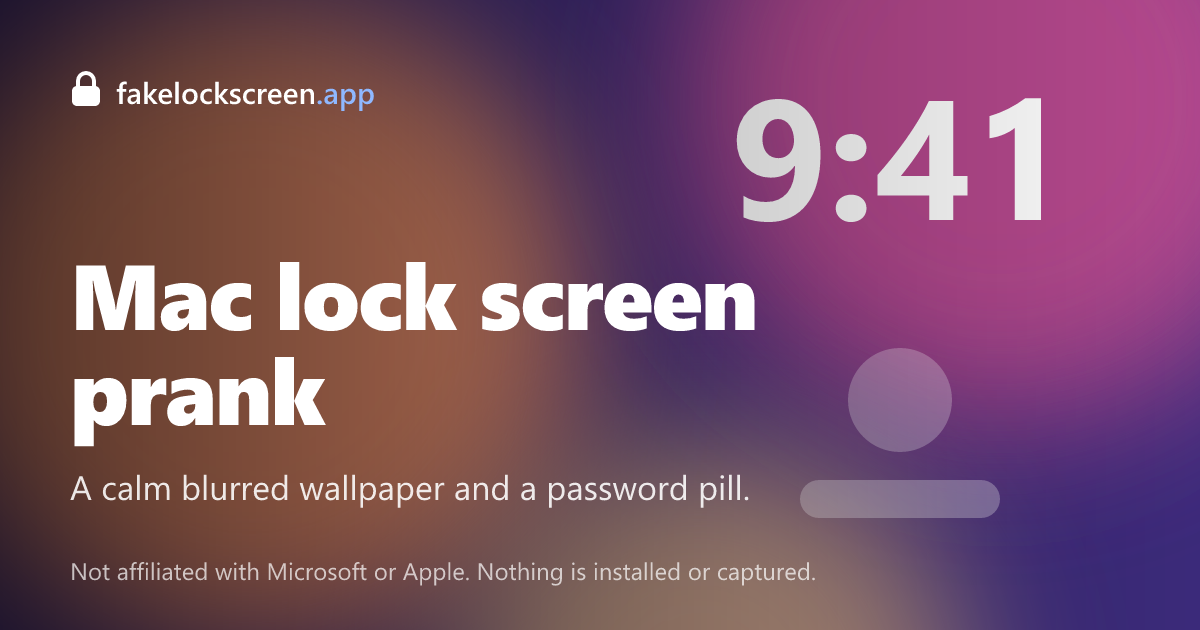 fakelockscreen.app
9:41
Mac lock screen
prank
A calm blurred wallpaper and a password pill.
Not affiliated with Microsoft or Apple. Nothing is installed or captured.